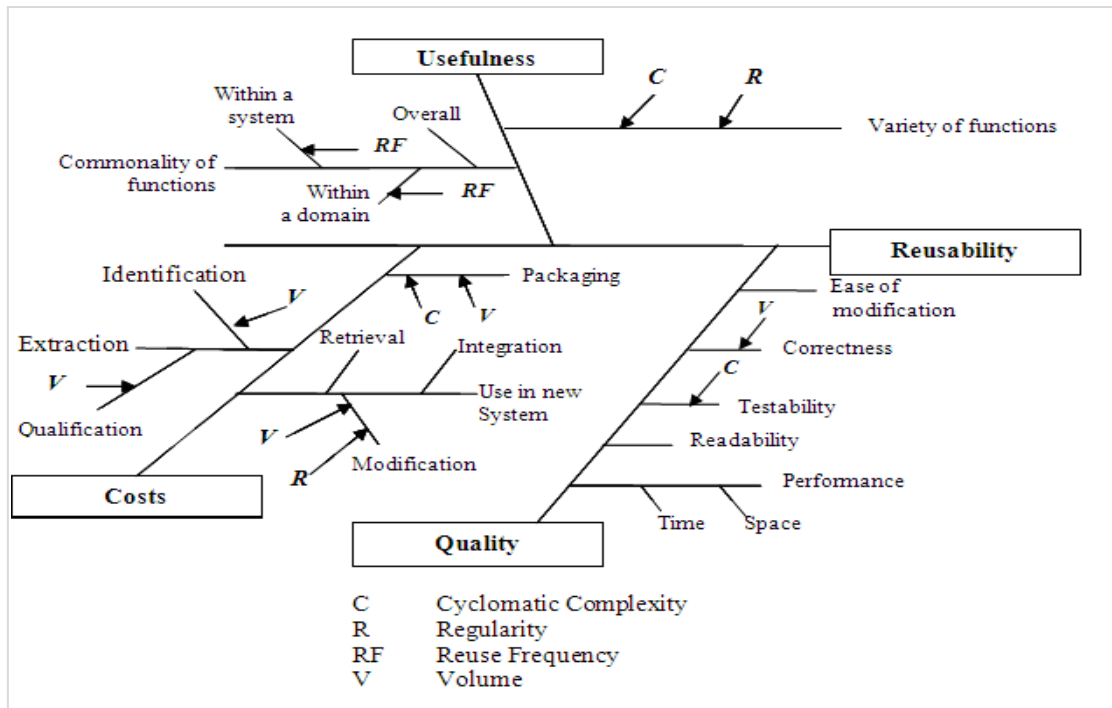 Usefulness
C
R
Variety of functions
Within a
system
Overall
RF
Commonality of
functions
Within
a domain
RF
Reusability
Identification
V
Packaging
C
V
Ease of
modification
V
Extraction
Retrieval
Integration
Correctness
V
C
Use in new
System
Testability
Qualification
V
R
Modification
Readability
Costs
Performance
Time
Space
Quality
C Cyclomatic Complexity
R Regularity
RF Reuse Frequency
V Volume